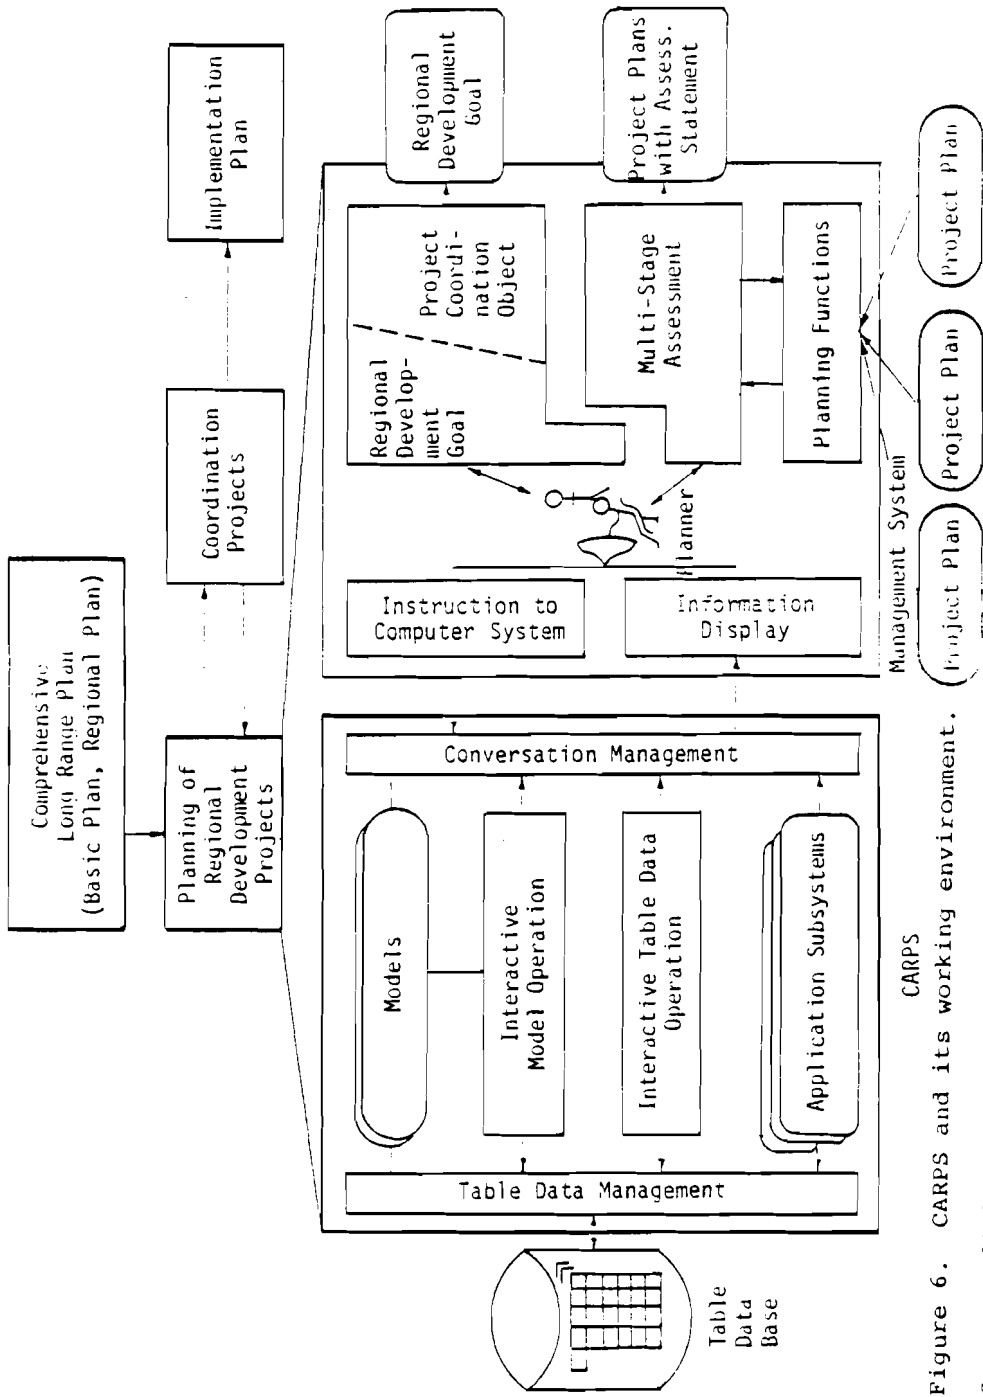 Comprehensive
Long Range Plan
(Basic Plan, Regional Plan)
Planning of
Regional
Development
Projects
Coordination
Projects
Implementation
Plan
Table
Data
Base
Table Data Management
Models
Interactive
Model Operation
Interactive Table Data
Operation
Application Subsystems
Conversation Management
CARPS
Instruction to
Computer System
Information
Display
Planner
Regional
Develop-
ment
Goal
Project
Coordi-
nation
Object
Multi-Stage
Assessment
Planning Functions
Management System
Regional
Development
Goal
Project Plans
with Assess.
Statement
Project Plan
Project Plan
Project Plan
Figure 6. CARPS and its working environment.